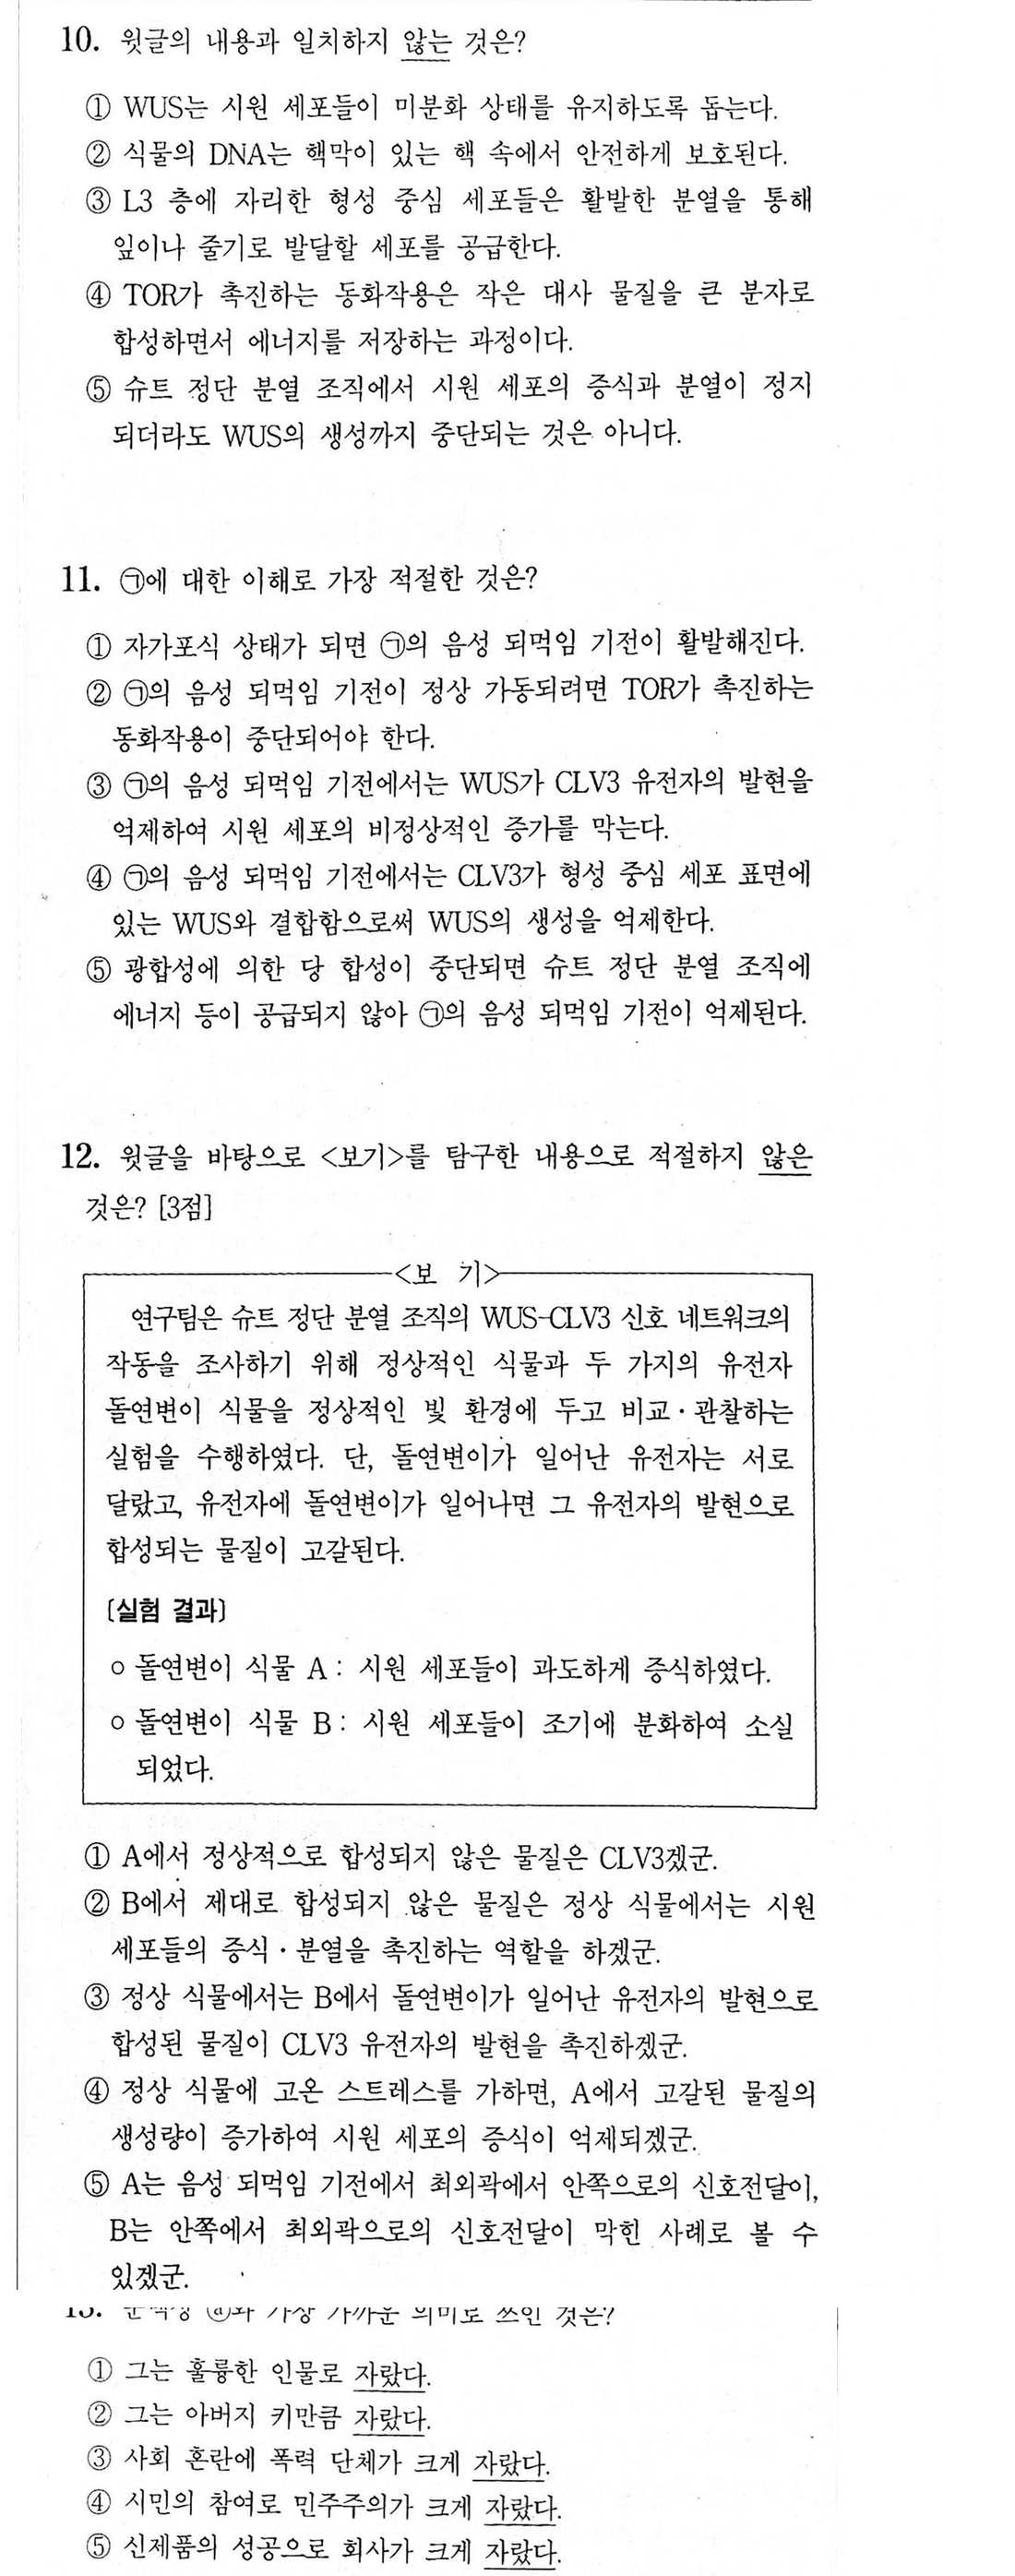 10. 윗글의 내용과 일치하지 않는 것은?
① WUS는 시원 세포들이 미분화 상태를 유지하도록 돕는다.
② 식물의 DNA는 핵막이 있는 핵 속에서 안전하게 보호된다.
③ L3 층에 자리한 형성 중심 세포들은 활발한 분열을 통해
잎이나 줄기로 발달할 세포를 공급한다.
④ TOR가 촉진하는 동화작용은 작은 대사 물질을 큰 분자로
합성하면서 에너지를 저장하는 과정이다.
⑤ 슈트 정단 분열 조직에서 시원 세포의 증식과 분열이 정지
되더라도 WUS의 생성까지 중단되는 것은 아니다.
11. ㉠에 대한 이해로 가장 적절한 것은?
① 자가포식 상태가 되면 ㉠의 음성 되먹임 기전이 활발해진다.
② ㉠의 음성 되먹임 기전이 정상 가동되려면 TOR가 촉진하는
동화작용이 중단되어야 한다.
③ ㉠의 음성 되먹임 기전에서는 WUS가 CLV3 유전자의 발현을
억제하여 시원 세포의 비정상적인 증가를 막는다.
④ ㉠의 음성 되먹임 기전에서는 CLV3가 형성 중심 세포 표면에
있는 WUS와 결합함으로써 WUS의 생성을 억제한다.
⑤ 광합성에 의한 당 합성이 중단되면 슈트 정단 분열 조직에
에너지 등이 공급되지 않아 ㉠의 음성 되먹임 기전이 억제된다.
12. 윗글을 바탕으로 <보기>를 탐구한 내용으로 적절하지 않은
것은? [3점]
<보 기>
연구팀은 슈트 정단 분열 조직의 WUS-CLV3 신호 네트워크의
작동을 조사하기 위해 정상적인 식물과 두 가지의 유전자
돌연변이 식물을 정상적인 빛 환경에 두고 비교·관찰하는
실험을 수행하였다. 단, 돌연변이가 일어난 유전자는 서로
달랐고, 유전자에 돌연변이가 일어나면 그 유전자의 발현으로
합성되는 물질이 고갈된다.
[실험 결과]
○ 돌연변이 식물 A: 시원 세포들이 과도하게 증식하였다.
○ 돌연변이 식물 B: 시원 세포들이 조기에 분화하여 소실
되었다.
① A에서 정상적으로 합성되지 않은 물질은 CLV3겠군.
② B에서 제대로 합성되지 않은 물질은 정상 식물에서는 시원
세포들의 증식·분열을 촉진하는 역할을 하겠군.
③ 정상 식물에서는 B에서 돌연변이가 일어난 유전자의 발현으로
합성된 물질이 CLV3 유전자의 발현을 촉진하겠군.
④ 정상 식물에 고온 스트레스를 가하면, A에서 고갈된 물질의
생성량이 증가하여 시원 세포의 증식이 억제되겠군.
⑤ A는 음성 되먹임 기전에서 최외곽에서 안쪽으로의 신호전달이,
B는 안쪽에서 최외곽으로의 신호전달이 막힌 사례로 볼 수
있겠군.
13. 문맥상 ⓐ와 가장 가까운 의미로 쓰인 것은?
① 그는 훌륭한 인물로 자랐다.
② 그는 아버지 키만큼 자랐다.
③ 사회 혼란에 폭력 단체가 크게 자랐다.
④ 시민의 참여로 민주주의가 크게 자랐다.
⑤ 신제품의 성공으로 회사가 크게 자랐다.